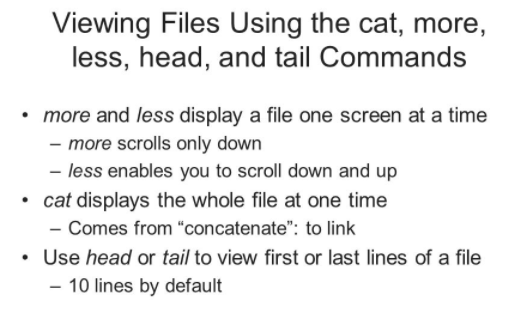 Viewing Files Using the cat, more,
less, head, and tail Commands
• more and less display a file one screen at a time
– more scrolls only down
– less enables you to scroll down and up
• cat displays the whole file at one time
– Comes from “concatenate”: to link
• Use head or tail to view first or last lines of a file
– 10 lines by default